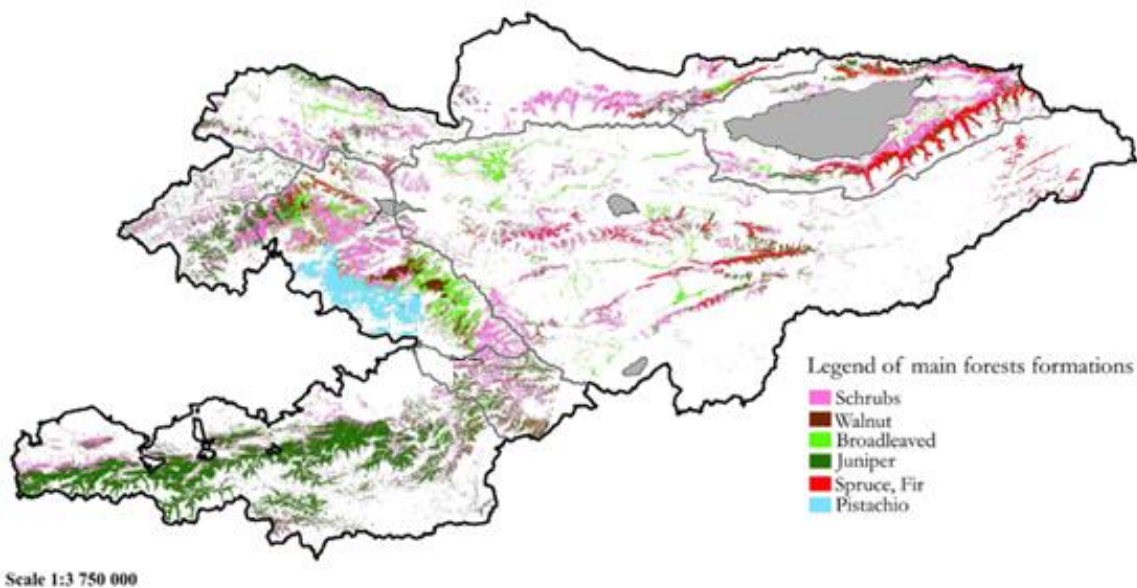 Legend of main forests formations
Schrubs
Walnut
Broadleaved
Juniper
Spruce, Fir
Pistachio
Scale 1:3 750 000